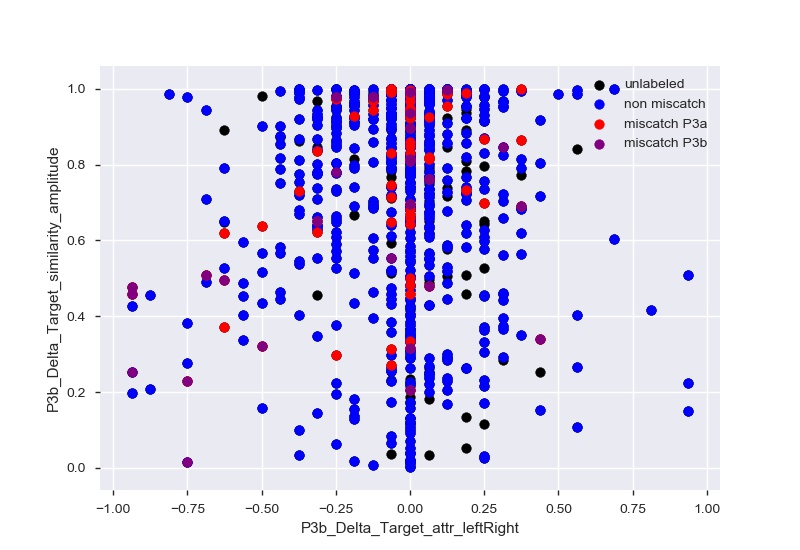 unlabeled
non miscatch
miscatch P3a
miscatch P3b
1.0
0.8
0.6
0.4
0.2
0.0
P3b_Delta_Target_similarity_amplitude
−1.00 −0.75 −0.50 −0.25 0.00 0.25 0.50 0.75 1.00
P3b_Delta_Target_attr_leftRight